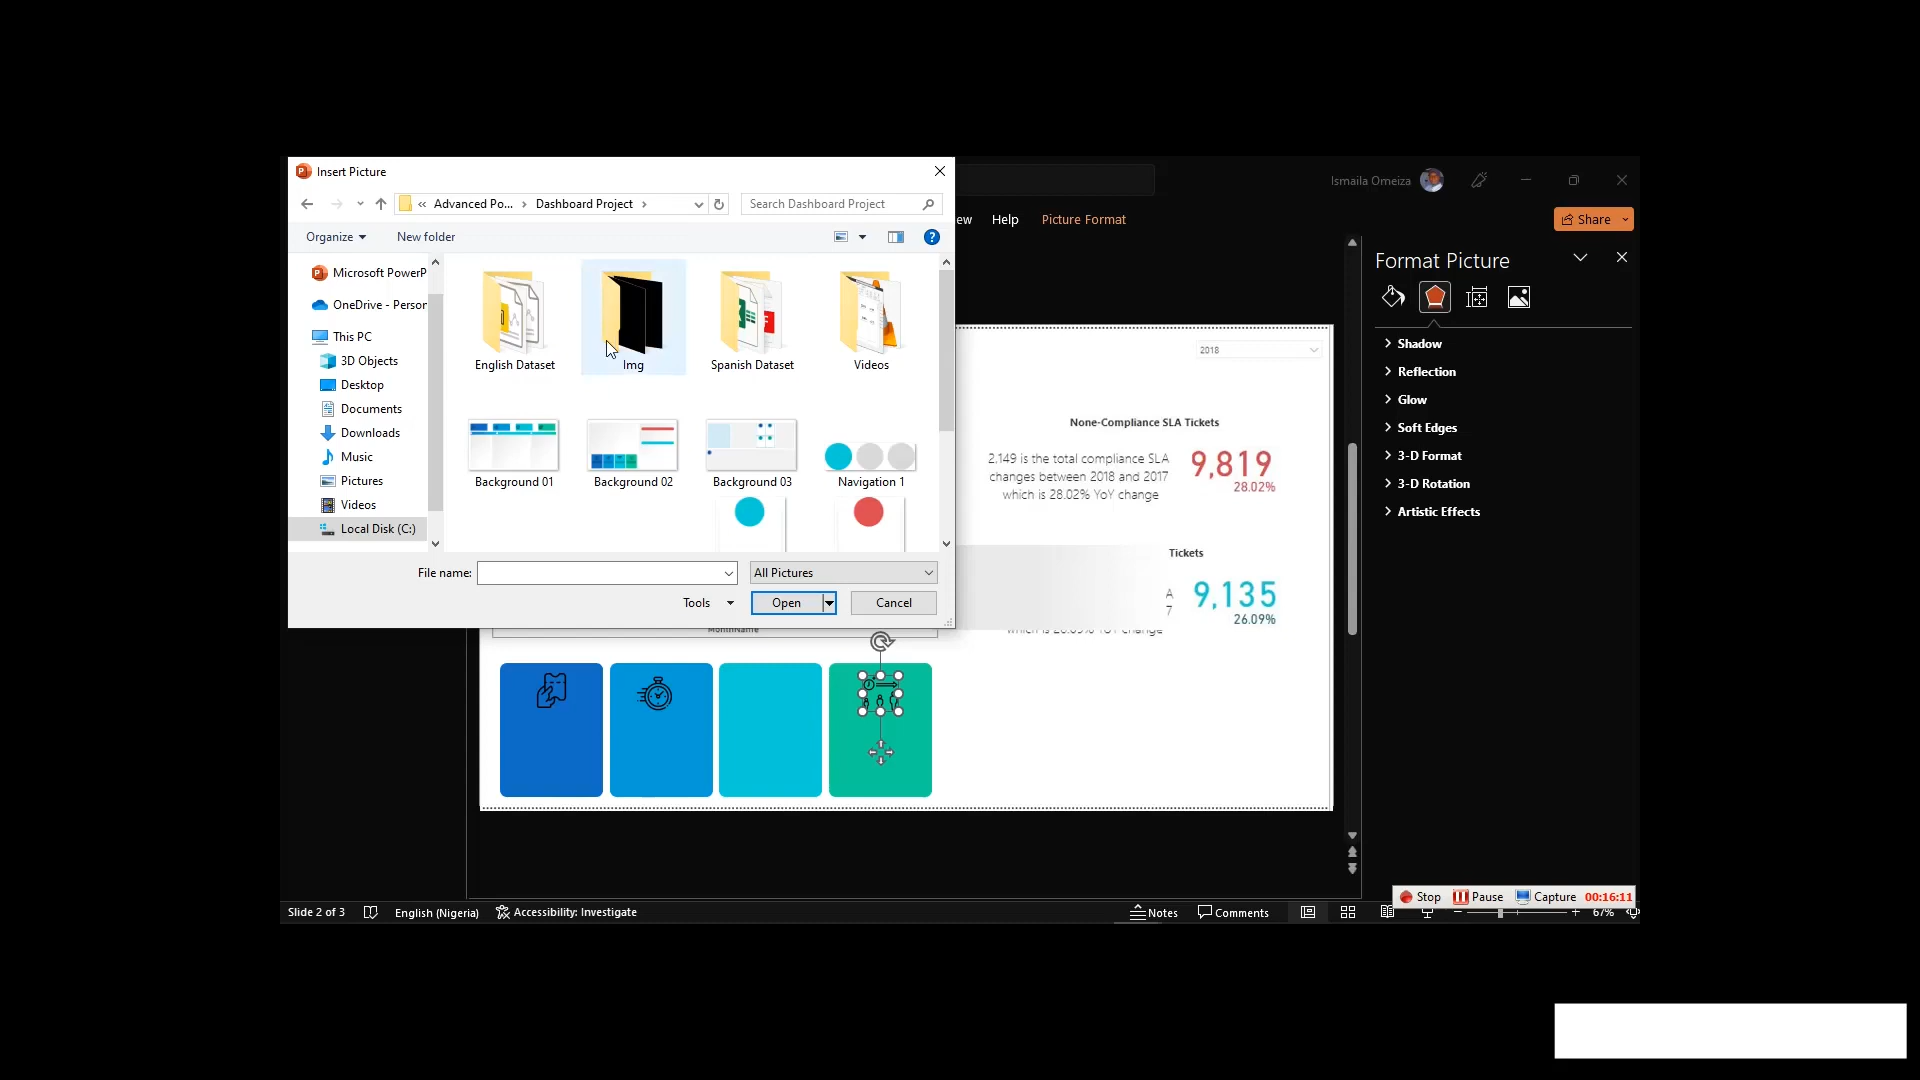 Insert Picture
« Advanced Po... > Dashboard Project >
Search Dashboard Project
Organize
New folder
Microsoft PowerP
OneDrive - Person
This PC
3D Objects
Desktop
Documents
Downloads
Music
Pictures
Videos
Local Disk (C:)
English Dataset
Img
Spanish Dataset
Videos
Background 01
Background 02
Background 03
Navigation 1
File name:
All Pictures
Tools
Open
Cancel
Ismaila Omeiza
ew
Help
Picture Format
Share
Format Picture
Shadow
Reflection
Glow
Soft Edges
3-D Format
3-D Rotation
Artistic Effects
2018
None-Compliance SLA Tickets
2,149 is the total compliance SLA
changes between 2018 and 2017
which is 28.02% YoY change
9,819
28.02%
Tickets
A
7
9,135
26.09%
MonthName
Stop
Pause
Capture
00:16:11
Slide 2 of 3
English (Nigeria)
Accessibility: Investigate
Notes
Comments
67%